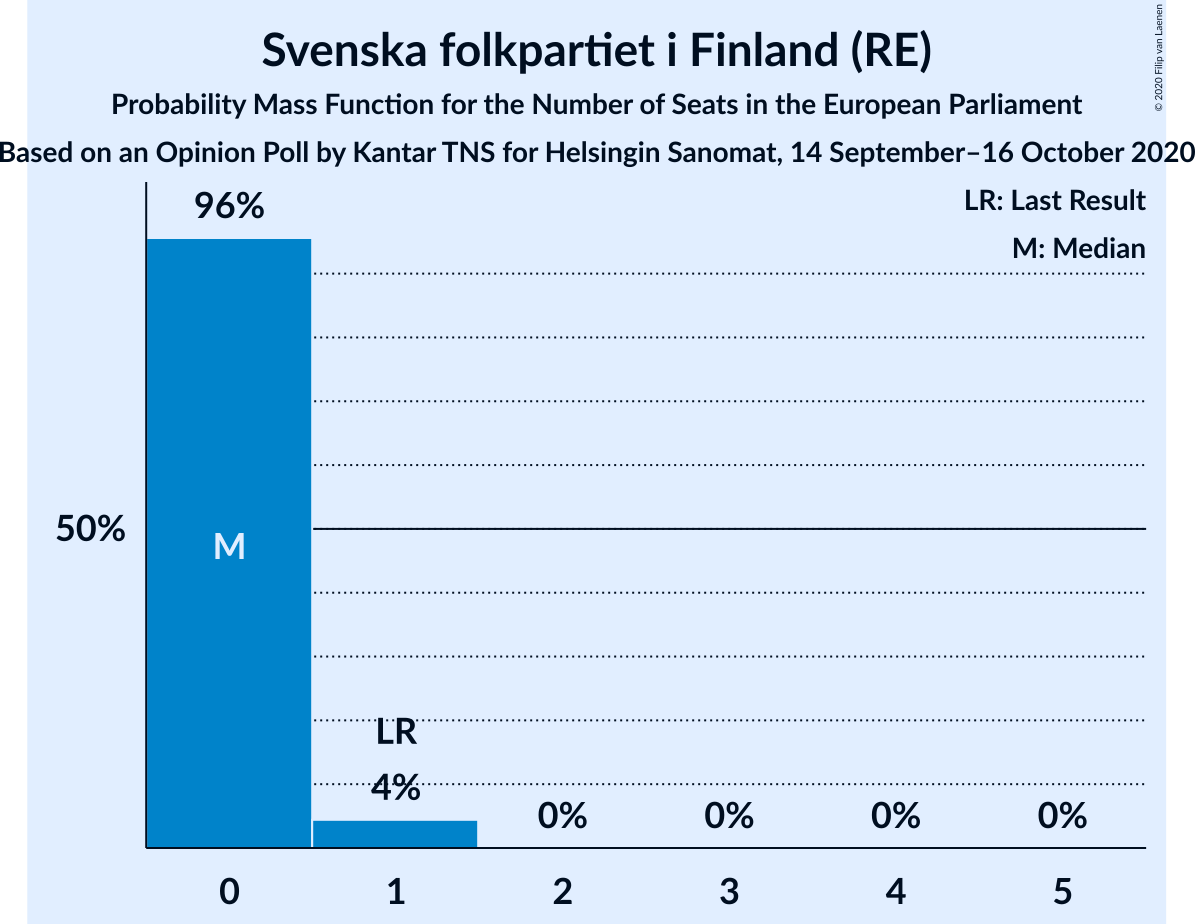 Svenska folkpartiet i Finland (RE)
Probability Mass Function for the Number of Seats in the European Parliament
Based on an Opinion Poll by Kantar TNS for Helsingin Sanomat, 14 September–16 October 2020
© 2020 Filip van Laenen
LR: Last Result
M: Median
96%
50%
M
LR
4%
0%
0%
0%
0%
0 1 2 3 4 5